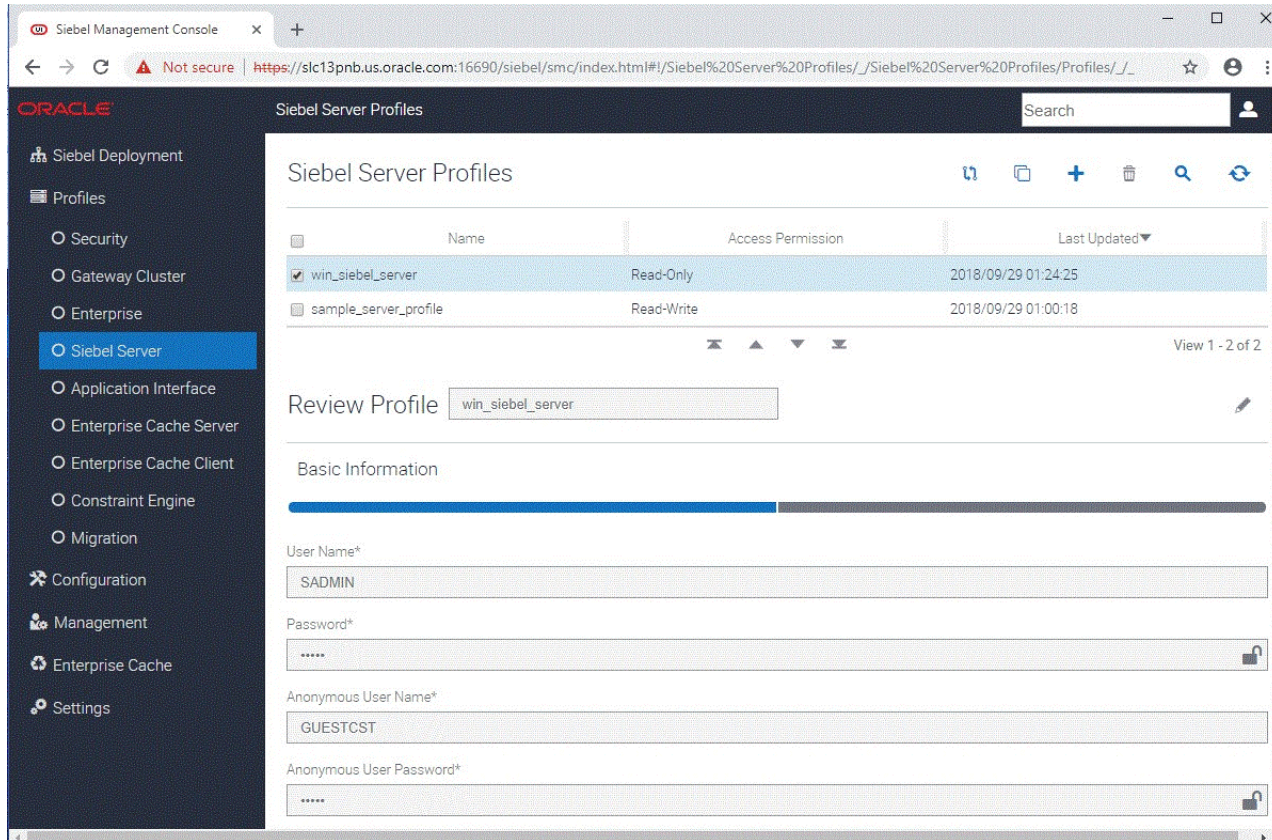 Siebel Management Console
Not secure | https://slc13pnb.us.oracle.com:16690/siebel/smc/index.html#!/Siebel%20Server%20Profiles/_/Siebel%20Server%20Profiles/Profiles/_/_
ORACLE
Siebel Server Profiles
Search
Siebel Deployment
Profiles
Security
Gateway Cluster
Enterprise
Siebel Server
Application Interface
Enterprise Cache Server
Enterprise Cache Client
Constraint Engine
Migration
Configuration
Management
Enterprise Cache
Settings
Siebel Server Profiles
Name Access Permission Last Updated
win_siebel_server Read-Only 2018/09/29 01:24:25
sample_server_profile Read-Write 2018/09/29 01:00:18
View 1 - 2 of 2
Review Profile win_siebel_server
Basic Information
User Name*
SADMIN
Password*
•••••
Anonymous User Name*
GUESTCST
Anonymous User Password*
•••••